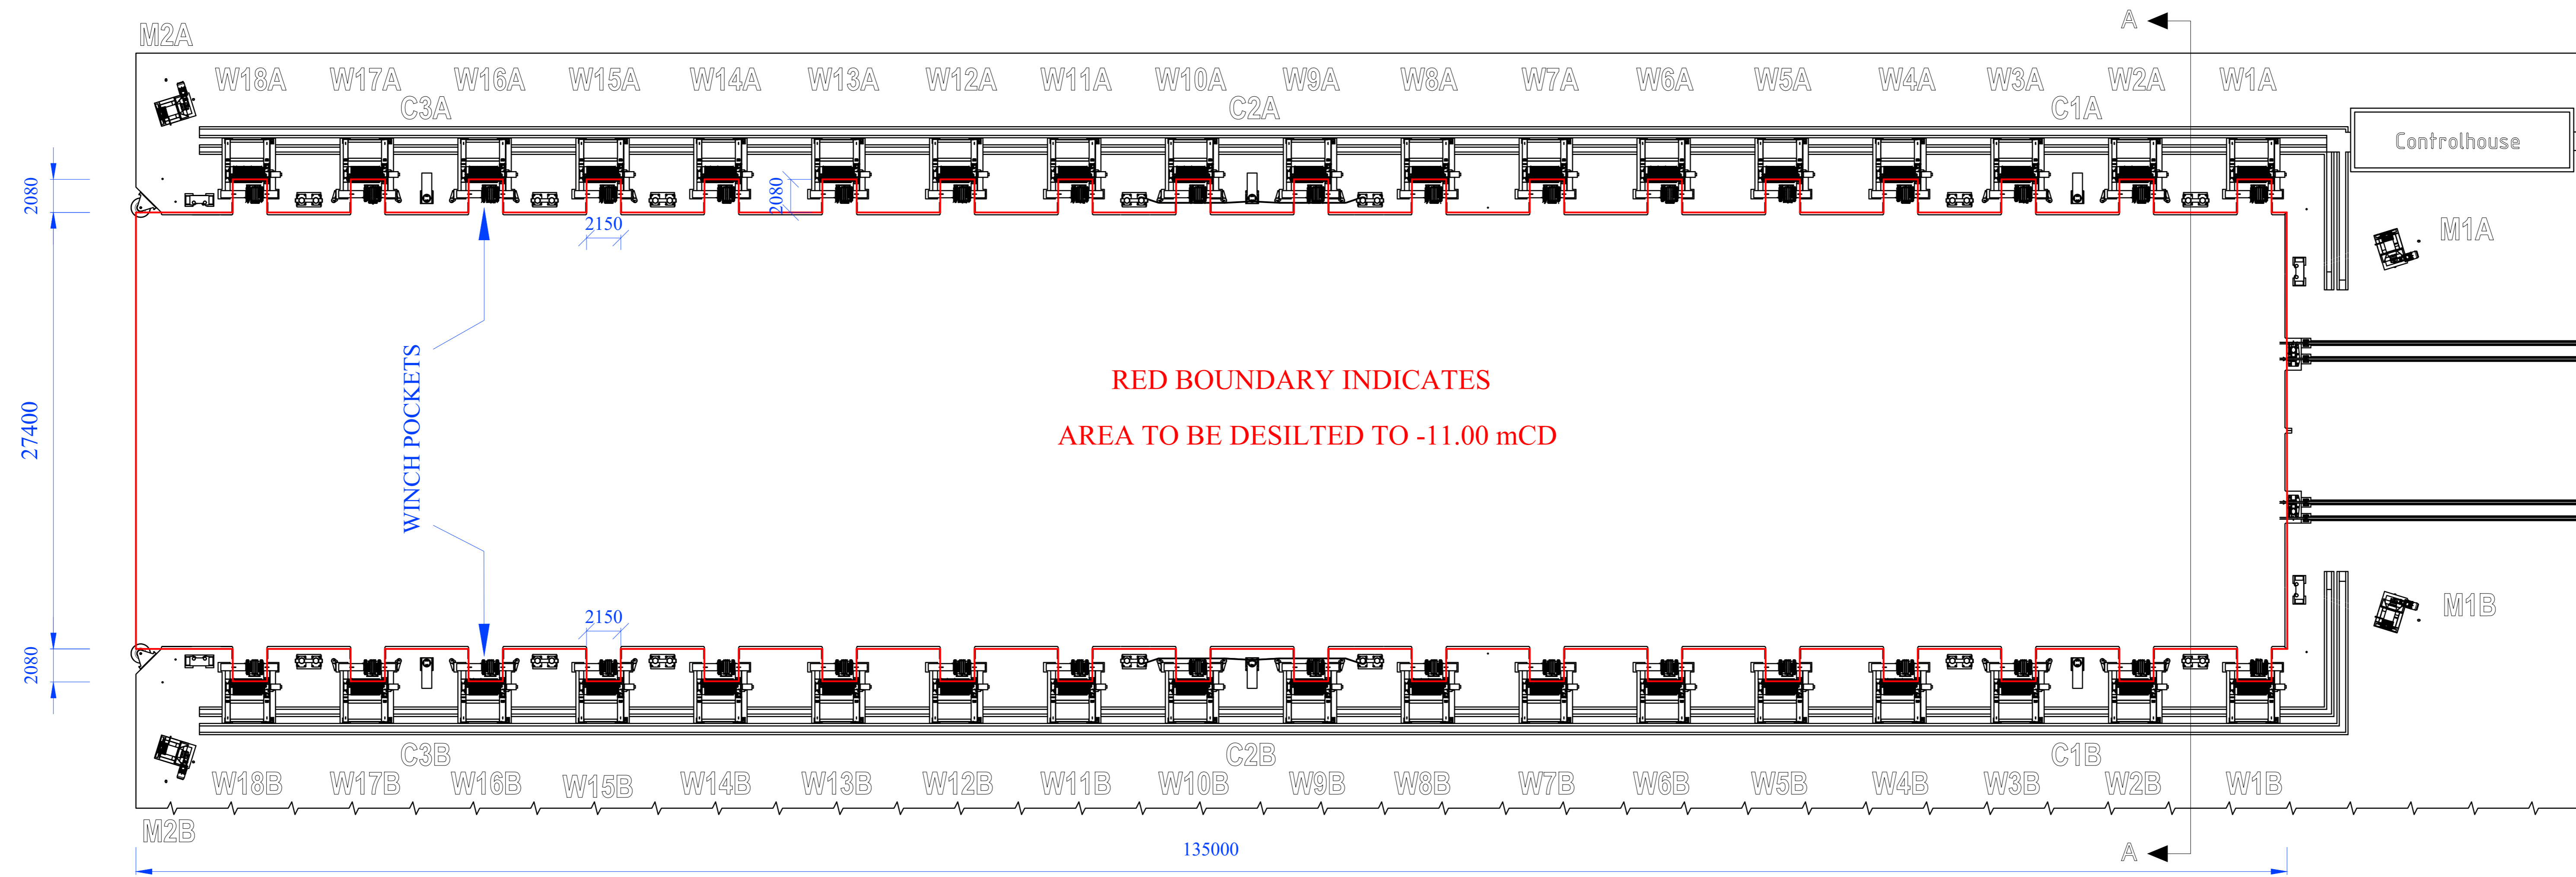 M2A
A
W18A W17A W16A W15A W14A W13A W12A W11A W10A W9A W8A W7A W6A W5A W4A W3A W2A W1A
C3A C2A C1A
Controlhouse
2080
2080
2150
M1A
WINCH POCKETS
27400
RED BOUNDARY INDICATES
AREA TO BE DESILTED TO -11.00 mCD
2150
M1B
2080
C3B C2B C1B
W18B W17B W16B W15B W14B W13B W12B W11B W10B W9B W8B W7B W6B W5B W4B W3B W2B W1B
M2B
135000
A